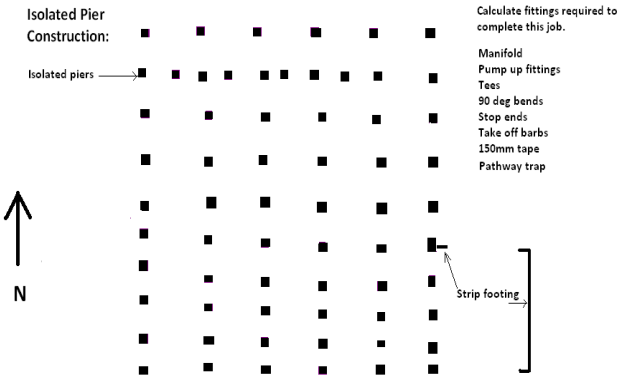 Isolated Pier
Construction:
Calculate fittings required to
complete this job.
Isolated piers
Manifold
Pump up fittings
Tees
90 deg bends
Stop ends
Take off barbs
150mm tape
Pathway trap
N
Strip footing